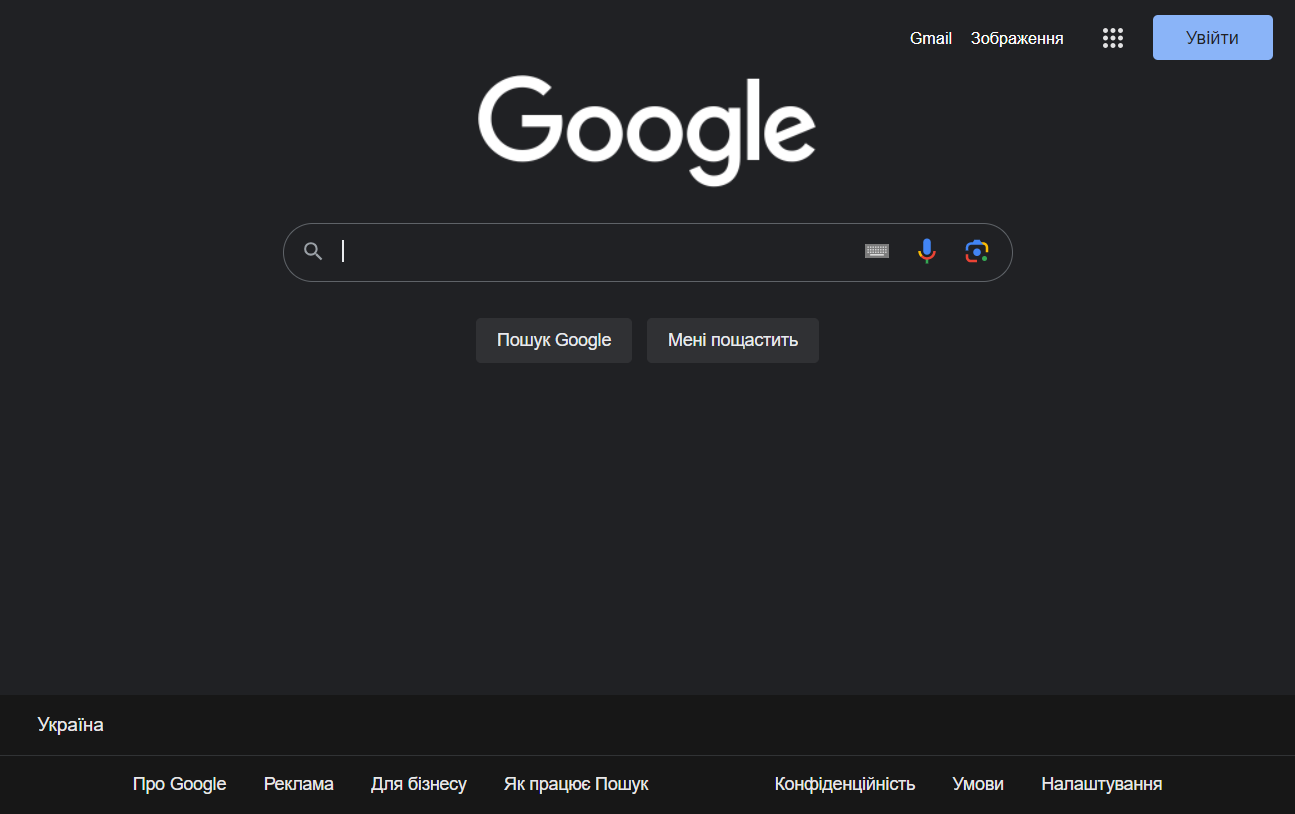 Gmail Зображення Увійти
Google
Пошук Google Мені пощастить
Україна
Про Google Реклама Для бізнесу Як працює Пошук Конфіденційність Умови Налаштування